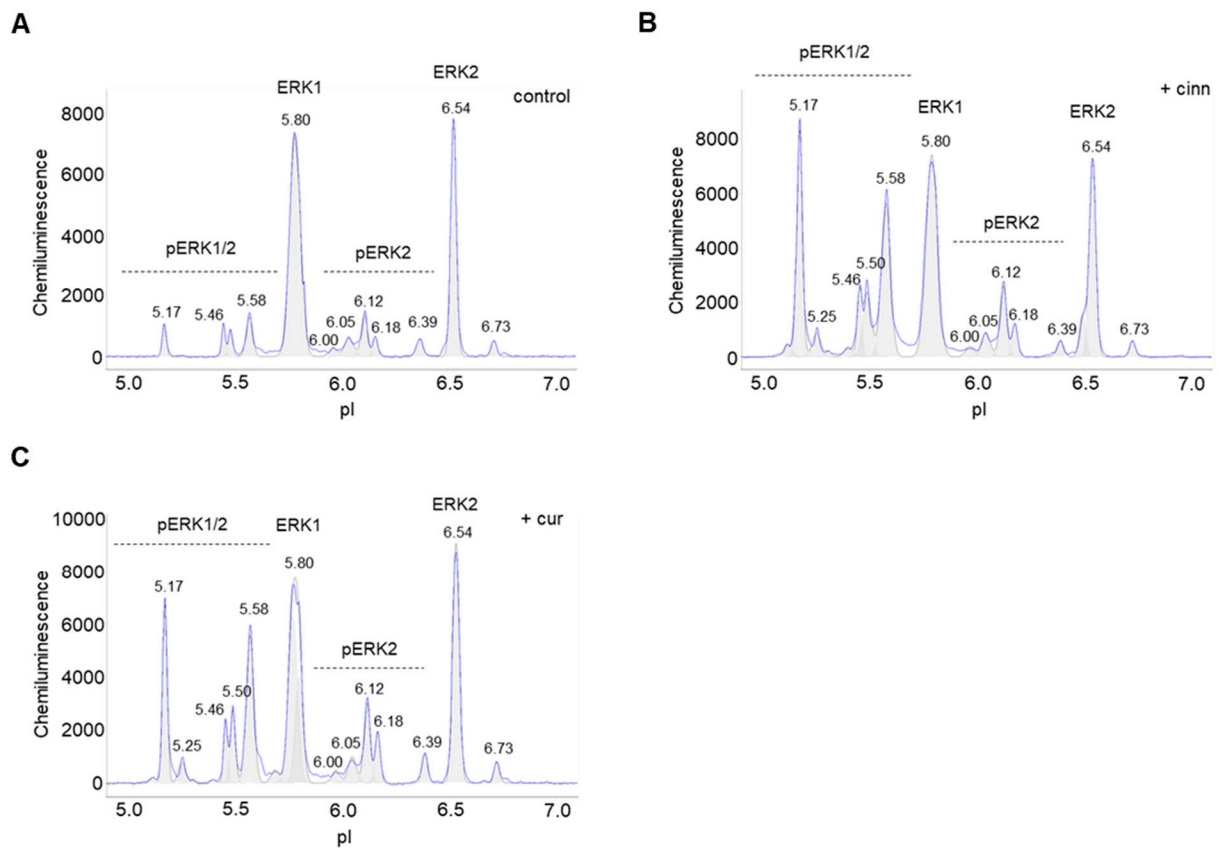 A
ERK1
ERK2
control
5.80
6.54
pERK1/2
pERK2
5.17
5.46
5.58
6.00
6.05
6.12
6.18
6.39
6.73
8000
6000
4000
2000
0
Chemiluminescence
5.0 5.5 6.0 6.5 7.0
pI
B
pERK1/2
+ cinn
ERK1
ERK2
5.17
5.25
5.46
5.50
5.58
5.80
pERK2
6.00
6.05
6.12
6.18
6.39
6.54
6.73
8000
6000
4000
2000
0
Chemiluminescence
5.0 5.5 6.0 6.5 7.0
pI
C
pERK1/2
ERK1
ERK2
+ cur
5.17
5.25
5.46
5.50
5.58
5.80
pERK2
6.00
6.05
6.12
6.18
6.39
6.54
6.73
10000
8000
6000
4000
2000
0
Chemiluminescence
5.0 5.5 6.0 6.5 7.0
pI